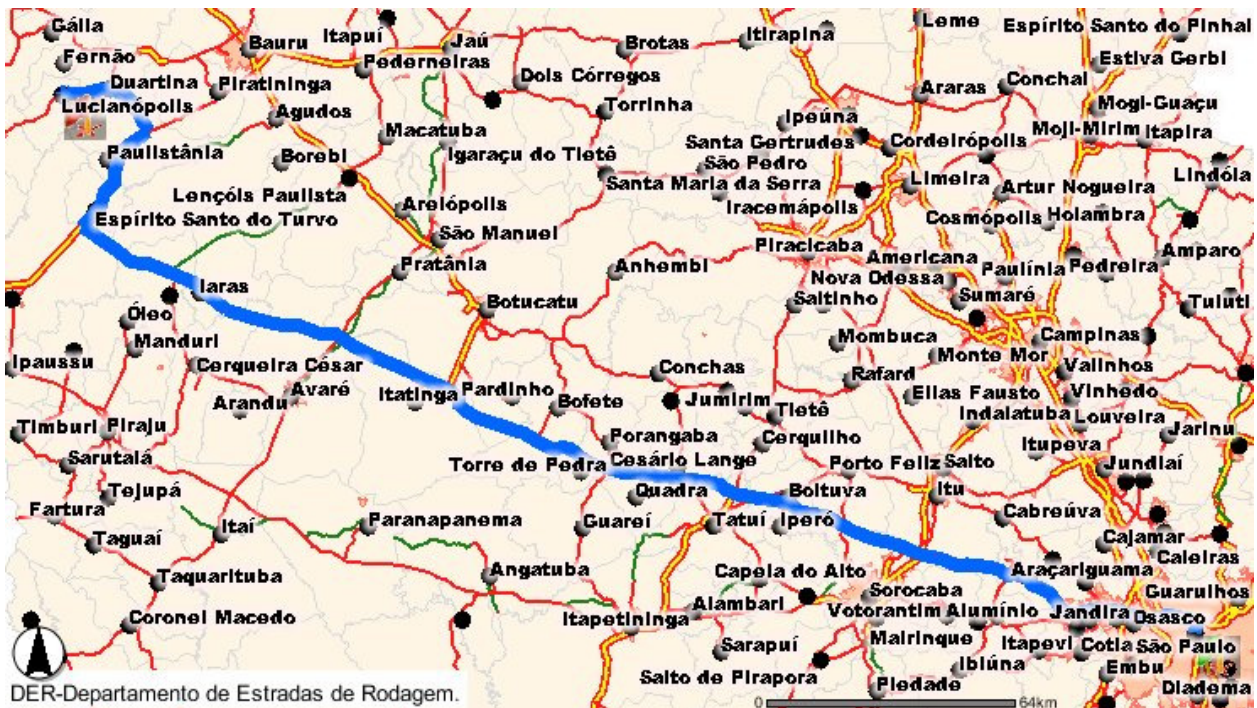 Gália
Fernão
Bauru
Itapuí
Jaú
Pederneiras
Brotas
Itirapina
Leme
Espírito Santo do Pinhal
Estiva Gerbi
Duartina
Piratininga
Dois Córregos
Conchal
Araras
Lucianópolis
Agudos
Torrinha
Mogi-Guaçu
Ipeúna
Macatuba
Cordeirópolis
Moji-Mirim
Itapira
Santa Gertrudes
Paulistânia
Borebi
Igaraçu do Tietê
São Pedro
Limeira
Lindóia
Lençóis Paulista
Santa Maria da Serra
Artur Nogueira
Iracemápolis
Areiópolis
Cosmópolis
Holambra
Espírito Santo do Turvo
São Manuel
Piracicaba
Americana
Amparo
Pratânia
Anhembi
Nova Odessa
Paulínia
Pedreira
Iaras
Saltinho
Sumaré
Tuiuti
Óleo
Botucatu
Manduri
Mombuca
Campinas
Ipaussu
Cerqueira César
Conchas
Monte Mor
Valinhos
Avaré
Itatinga
Pardinho
Rafard
Elias Fausto
Vinhedo
Arandu
Bofete
Jumirim
Tietê
Indaiatuba
Louveira
Timburi
Piraju
Porangaba
Cerquilho
Itupeva
Jarinu
Sarutaiá
Torre de Pedra
Cesário Lange
Porto Feliz
Salto
Jundiaí
Tejupá
Quadra
Boituva
Itu
Fartura
Itaí
Paranapanema
Guareí
Tatuí
Iperó
Cabreúva
Taguaí
Cajamar
Caieiras
Taquarituba
Angatuba
Capela do Alto
Araçariguama
Sorocaba
Guarulhos
Coronel Macedo
Itapetininga
Alambari
Votorantim
Alumínio
Jandira
Osasco
Sarapuí
Mairinque
Itapevi
Cotia
São Paulo
Salto de Pirapora
Ibiúna
Embu
Piedade
Diadema
DER-Departamento de Estradas de Rodagem.
0
64km